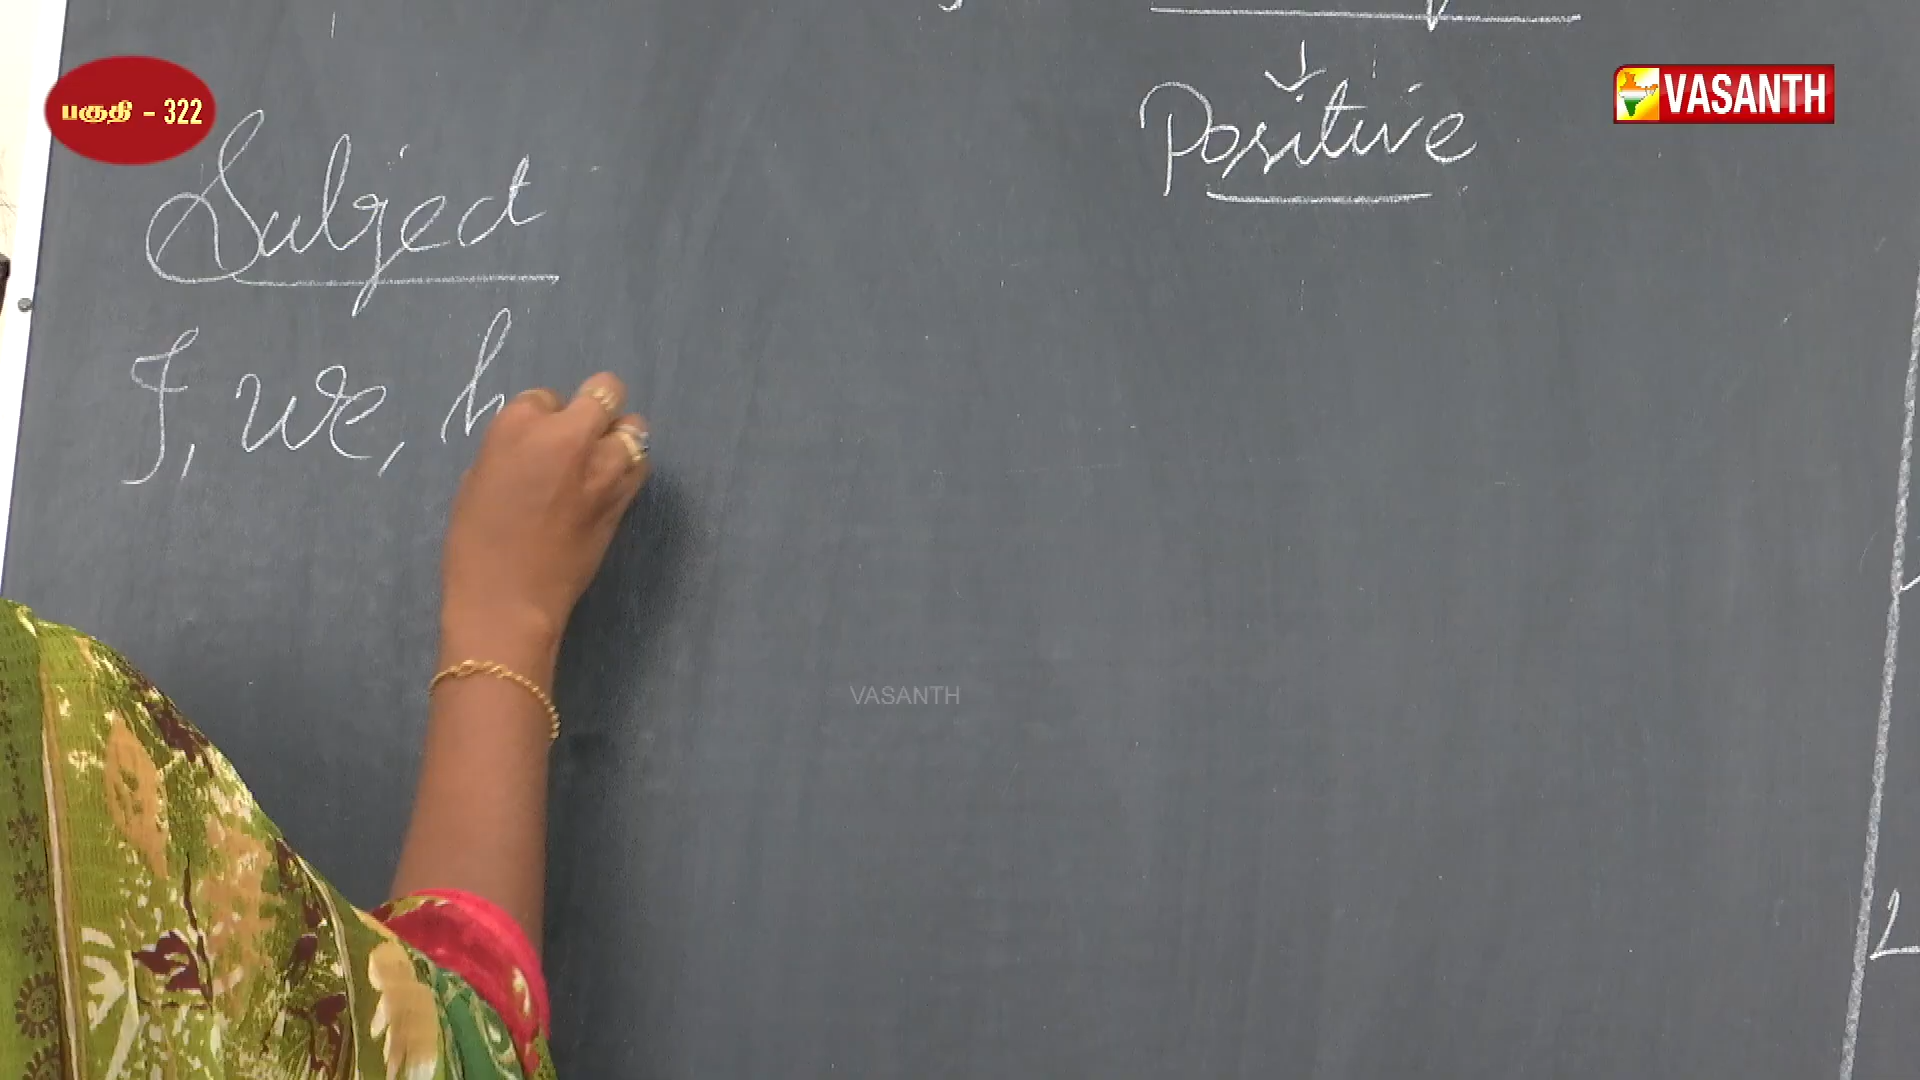 பகுதி - 322
VASANTH
Positive
Subject
I, we, h
VASANTH